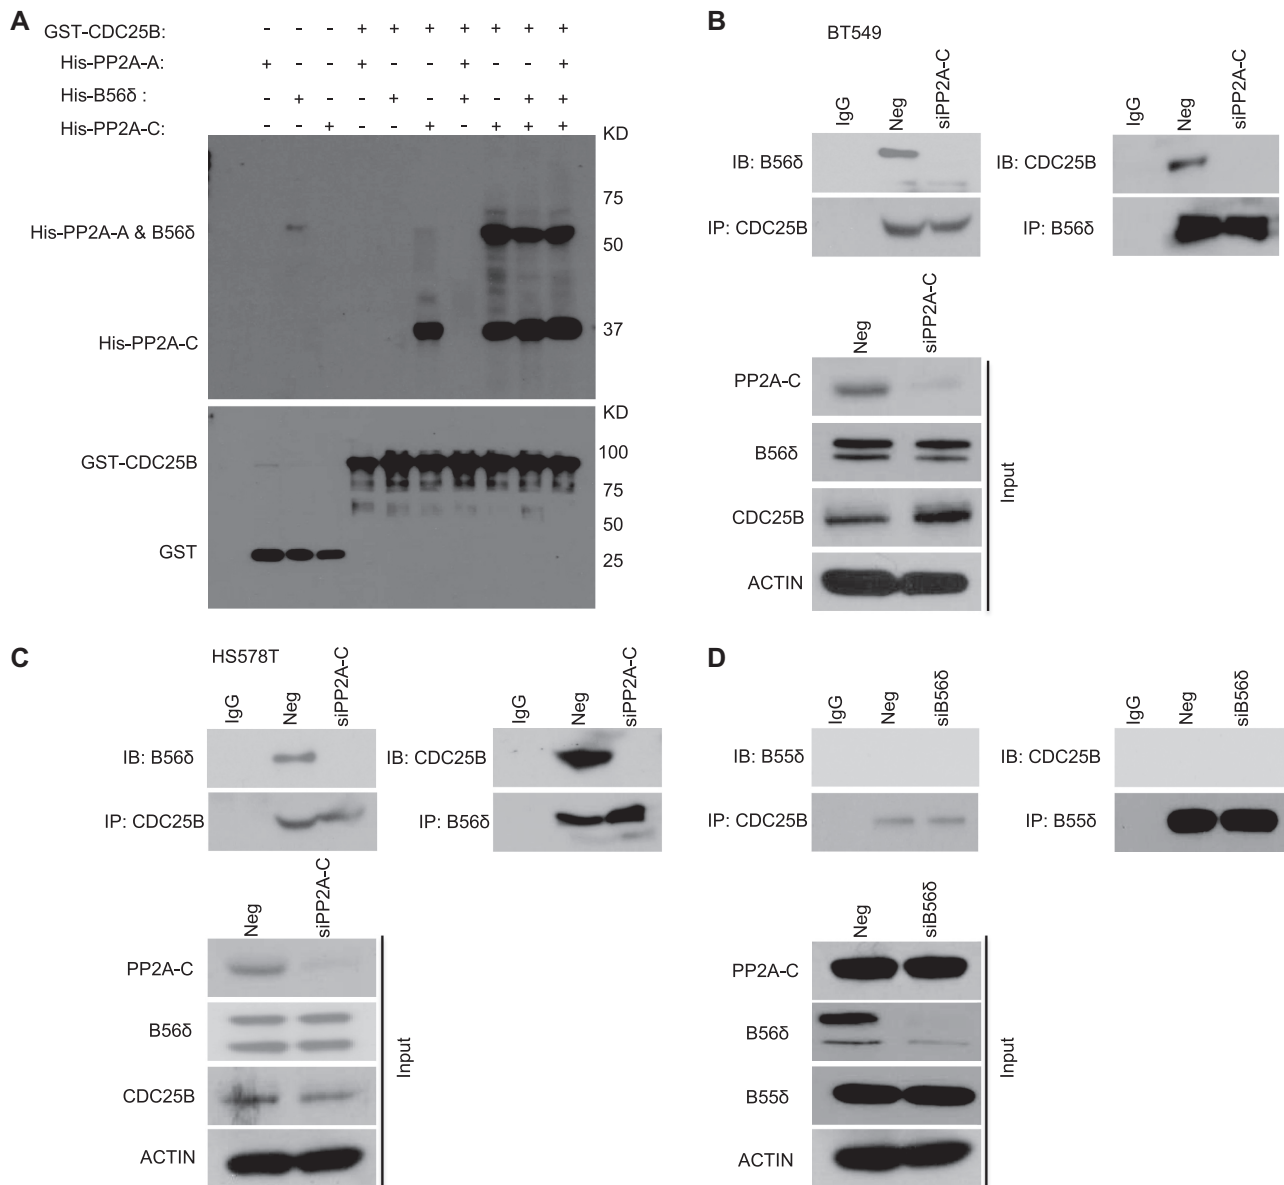 A
GST-CDC25B: - - - + + + + + + +
His-PP2A-A: + - - + - - + - - +
His-B56δ : - + - - + - + - + +
His-PP2A-C: - - + - - + - + + +
KD
75
His-PP2A-A & B56δ
50
37
His-PP2A-C
KD
GST-CDC25B
100
75
50
GST
25
B
BT549
IgG
Neg
siPP2A-C
IB: B56δ
IP: CDC25B
IgG
Neg
siPP2A-C
IB: CDC25B
IP: B56δ
Neg
siPP2A-C
PP2A-C
B56δ
CDC25B
ACTIN
Input
C
HS578T
IgG
Neg
siPP2A-C
IB: B56δ
IP: CDC25B
IgG
Neg
siPP2A-C
IB: CDC25B
IP: B56δ
Neg
siPP2A-C
PP2A-C
B56δ
CDC25B
ACTIN
Input
D
IgG
Neg
siB56δ
IB: B55δ
IP: CDC25B
IgG
Neg
siB56δ
IB: CDC25B
IP: B55δ
Neg
siB56δ
PP2A-C
B56δ
B55δ
ACTIN
Input